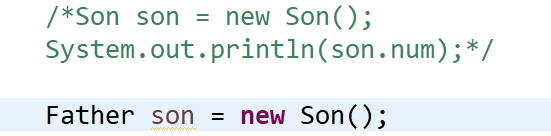 /*Son son = new Son();
System.out.println(son.num);*/
Father son = new Son();